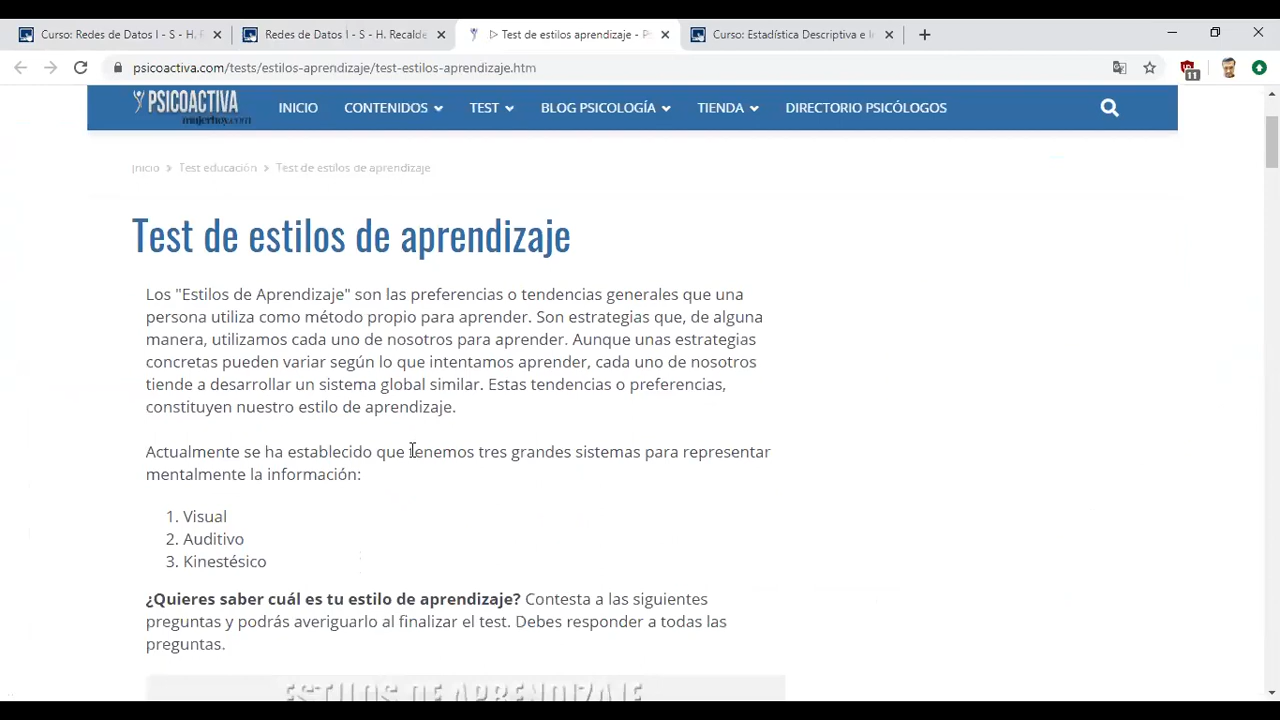 Curso: Redes de Datos I - S - H. R
Redes de Datos I - S - H. Recaldé
▷ Test de estilos aprendizaje - P
Curso: Estadística Descriptiva e I
psicoactiva.com/tests/estilos-aprendizaje/test-estilos-aprendizaje.htm
11
PSICOACTIVA
mujerhoy.com
INICIO
CONTENIDOS
TEST
BLOG PSICOLOGÍA
TIENDA
DIRECTORIO PSICÓLOGOS
Inicio > Test educación > Test de estilos de aprendizaje
Test de estilos de aprendizaje
Los "Estilos de Aprendizaje" son las preferencias o tendencias generales que una
persona utiliza como método propio para aprender. Son estrategias que, de alguna
manera, utilizamos cada uno de nosotros para aprender. Aunque unas estrategias
concretas pueden variar según lo que intentamos aprender, cada uno de nosotros
tiende a desarrollar un sistema global similar. Estas tendencias o preferencias,
constituyen nuestro estilo de aprendizaje.
Actualmente se ha establecido que tenemos tres grandes sistemas para representar
mentalmente la información:
1. Visual
2. Auditivo
3. Kinestésico
¿Quieres saber cuál es tu estilo de aprendizaje? Contesta a las siguientes
preguntas y podrás averiguarlo al finalizar el test. Debes responder a todas las
preguntas.
ESTILOS DE APRENDIZAJE